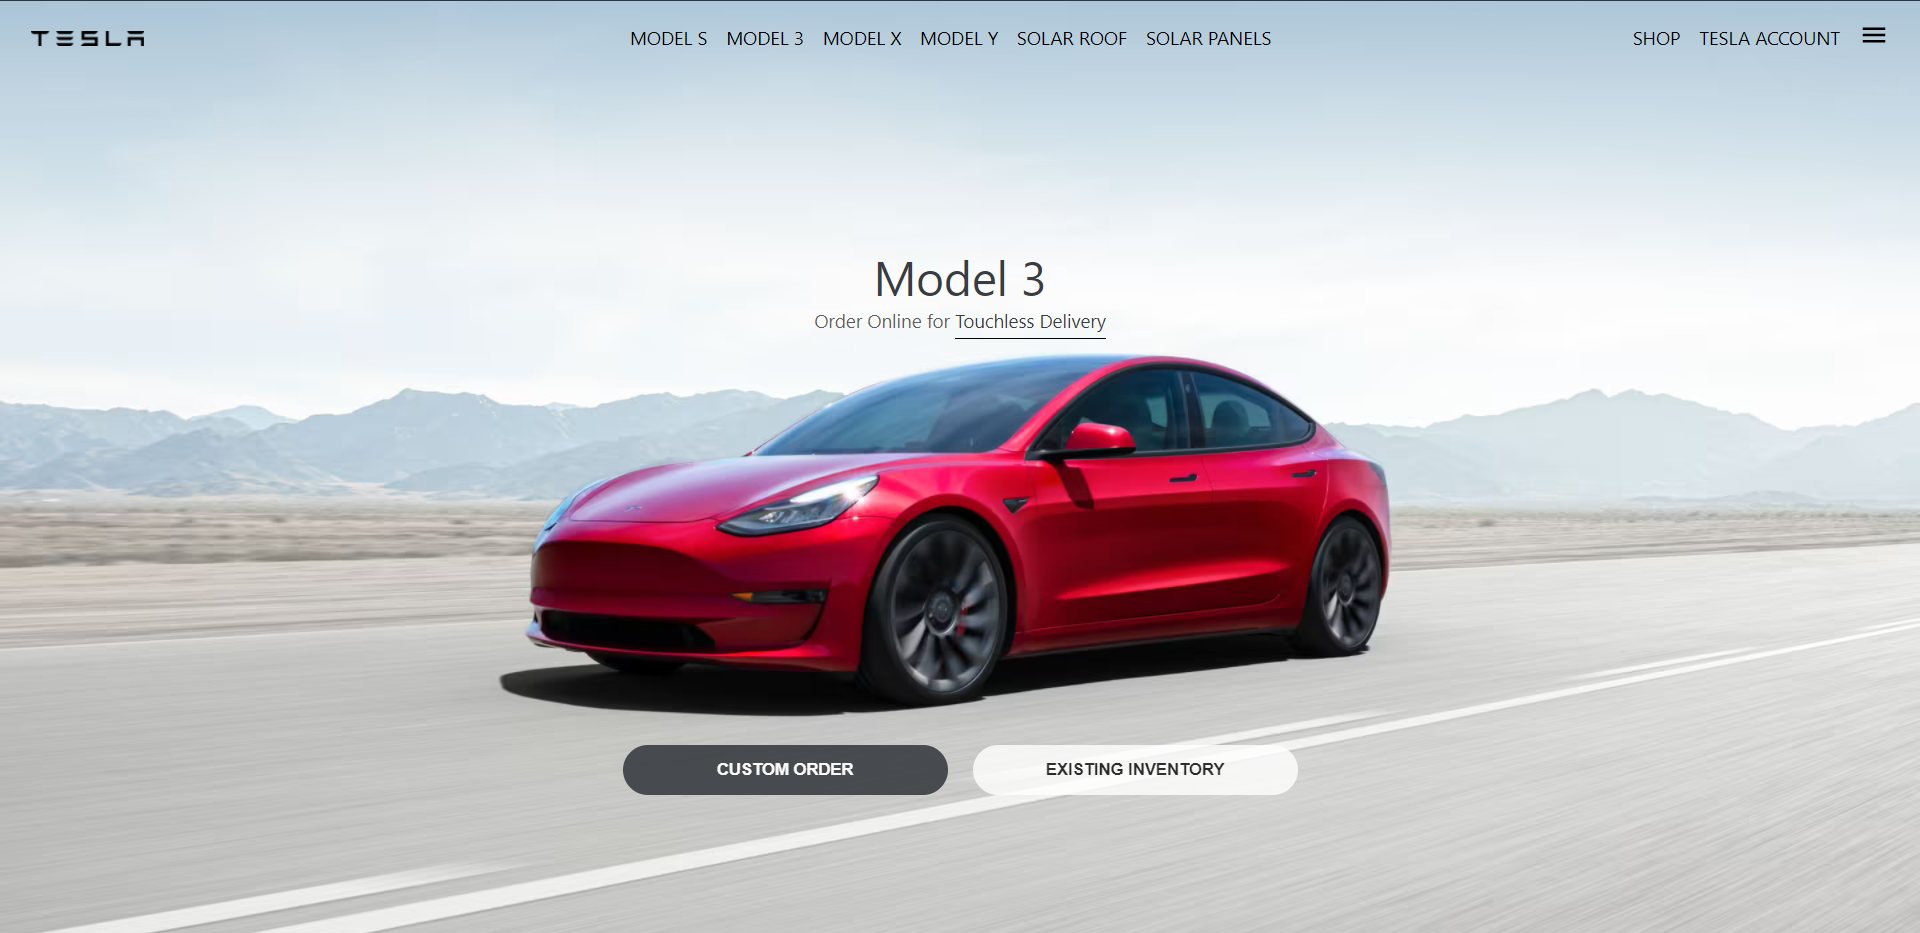 TESLA
MODEL S MODEL 3 MODEL X MODEL Y SOLAR ROOF SOLAR PANELS
SHOP TESLA ACCOUNT
Model 3
Order Online for Touchless Delivery
CUSTOM ORDER
EXISTING INVENTORY